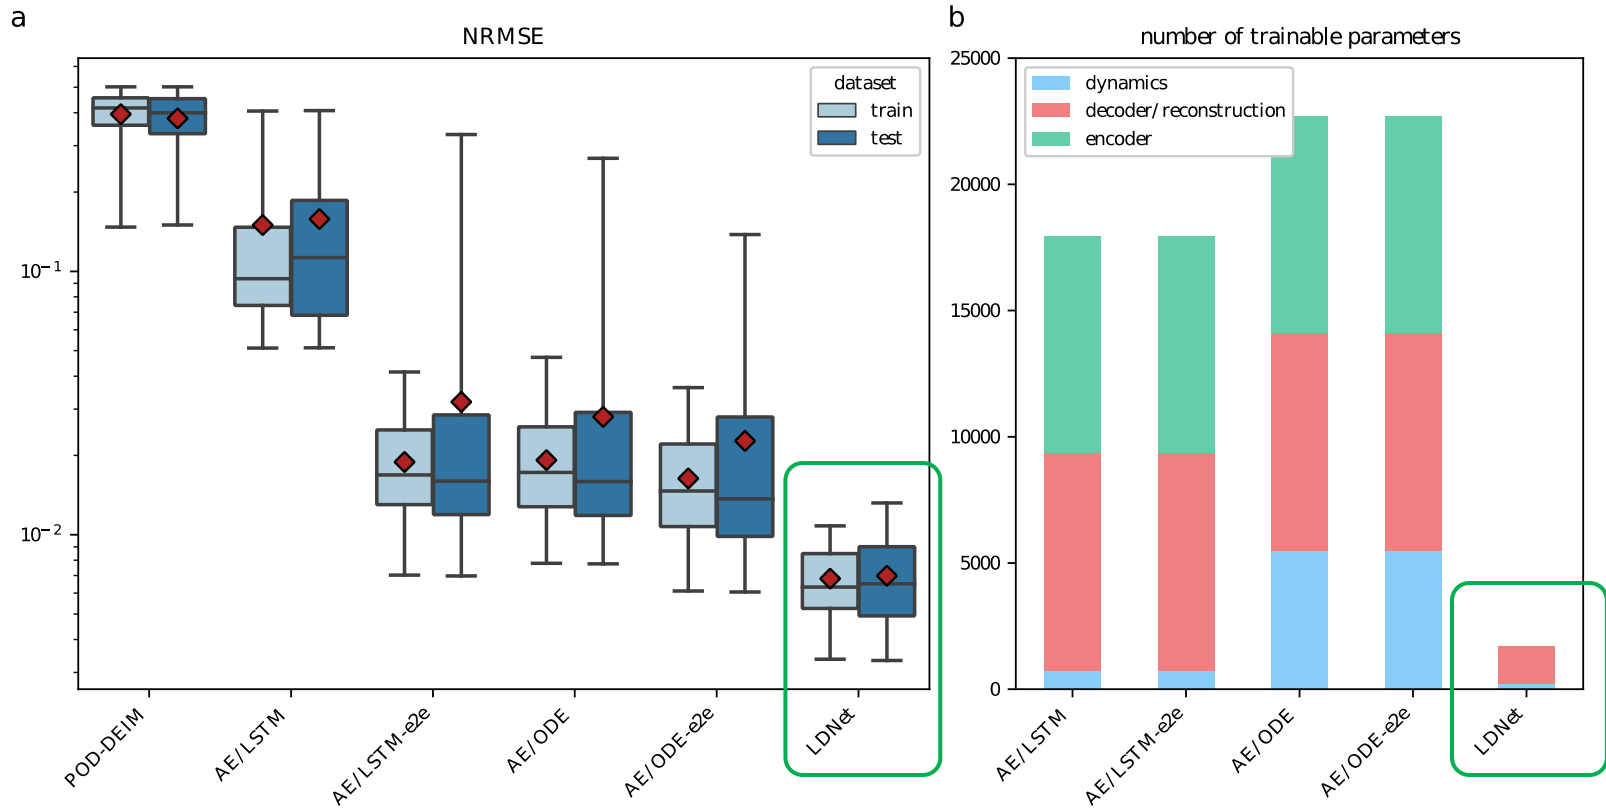 a
NRMSE
dataset
train
test
10⁻¹
10⁻²
POD-DEIM
AE/LSTM
AE/LSTM-e2e
AE/ODE
AE/ODE-e2e
LDNet
b
number of trainable parameters
25000
20000
15000
10000
5000
0
dynamics
decoder/reconstruction
encoder
AE/LSTM
AE/LSTM-e2e
AE/ODE
AE/ODE-e2e
LDNet